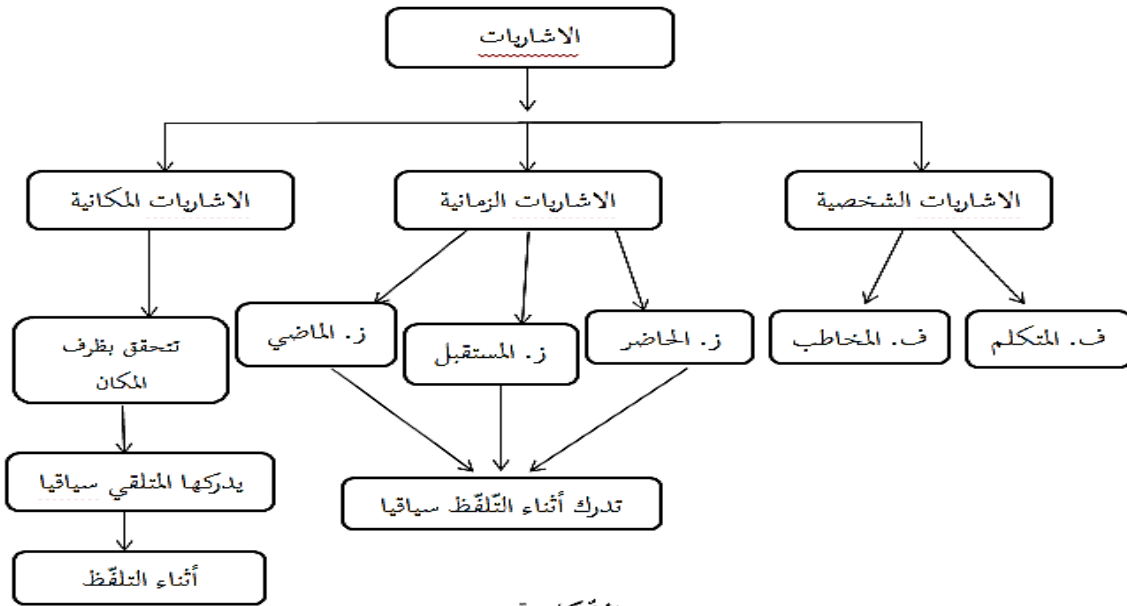 الاشاريات
الاشاريات الشخصية
الاشاريات الزمانية
الاشاريات المكانية
ف. المتكلم
ف. المخاطب
ز. الحاضر
ز. المستقبل
ز. الماضي
تتحقق بظرف
المكان
تدرك أثناء التّلفّظ سياقيا
يدركها المتلقي سياقيا
أثناء التلفّظ